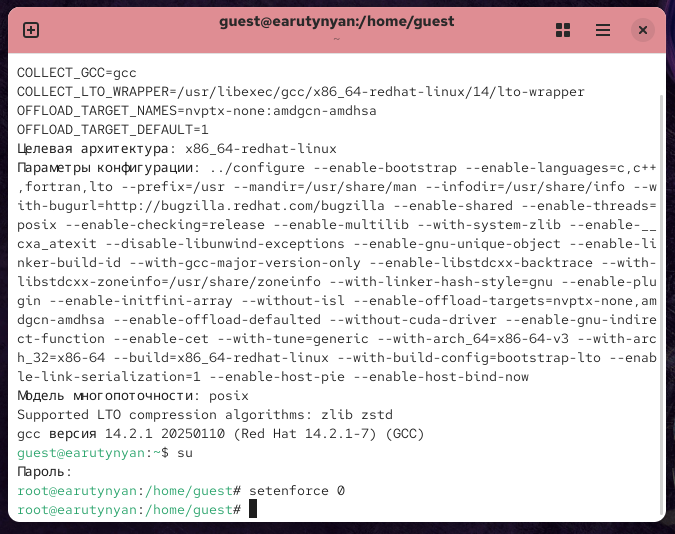 guest@earutynyan:/home/guest
~
COLLECT_GCC=gcc
COLLECT_LTO_WRAPPER=/usr/libexec/gcc/x86_64-redhat-linux/14/lto-wrapper
OFFLOAD_TARGET_NAMES=nvptx-none:amdgcn-amdhsa
OFFLOAD_TARGET_DEFAULT=1
Целевая архитектура: x86_64-redhat-linux
Параметры конфигурации: ../configure --enable-bootstrap --enable-languages=c,c++
,fortran,lto --prefix=/usr --mandir=/usr/share/man --infodir=/usr/share/info --w
ith-bugurl=http://bugzilla.redhat.com/bugzilla --enable-shared --enable-threads=
posix --enable-checking=release --enable-multilib --with-system-zlib --enable-__
cxa_atexit --disable-libunwind-exceptions --enable-gnu-unique-object --enable-li
nker-build-id --with-gcc-major-version-only --enable-libstdcxx-backtrace --with-
libstdcxx-zoneinfo=/usr/share/zoneinfo --with-linker-hash-style=gnu --enable-plu
gin --enable-initfini-array --without-isl --enable-offload-targets=nvptx-none,am
dgcn-amdhsa --enable-offload-defaulted --without-cuda-driver --enable-gnu-indire
ct-function --enable-cet --with-tune=generic --with-arch_64=x86-64-v3 --with-arc
h_32=x86-64 --build=x86_64-redhat-linux --with-build-config=bootstrap-lto --enab
le-link-serialization=1 --enable-host-pie --enable-host-bind-now
Модель многопоточности: posix
Supported LTO compression algorithms: zlib zstd
gcc версия 14.2.1 20250110 (Red Hat 14.2.1-7) (GCC)
guest@earutynyan:~$ su
Пароль:
root@earutynyan:/home/guest# setenforce 0
root@earutynyan:/home/guest#